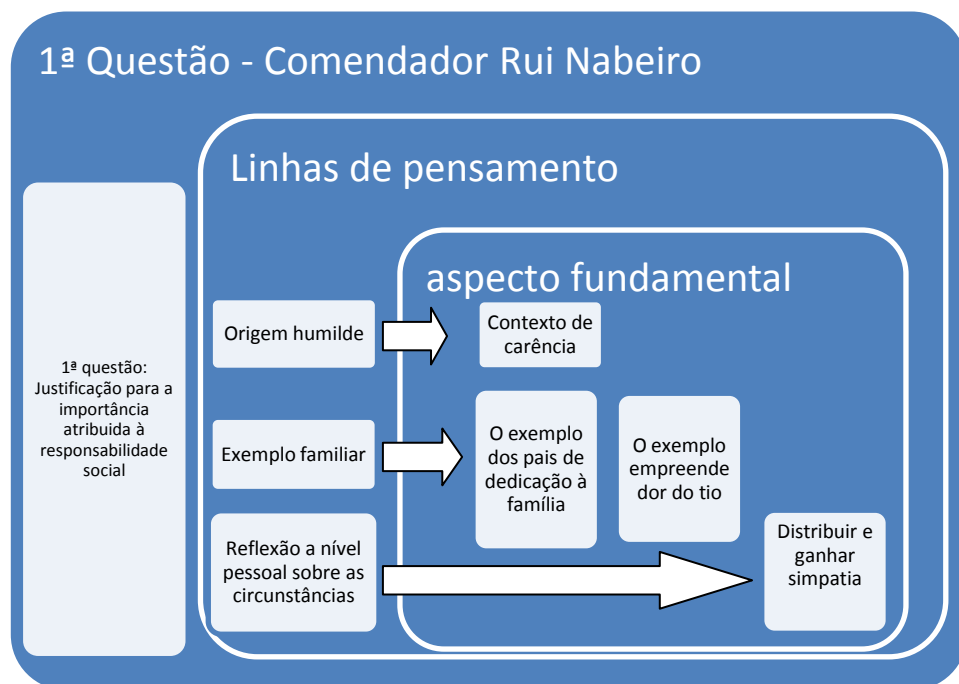 1ª Questão - Comendador Rui Nabeiro
Linhas de pensamento
aspecto fundamental
1ª questão:
Justificação para a
importância
atribuida à
responsabilidade
social
Origem humilde
Contexto de
carência
Exemplo familiar
O exemplo
dos pais de
dedicação à
família
O exemplo
empreende
dor do tio
Reflexão a nível
pessoal sobre as
circunstâncias
Distribuir e
ganhar
simpatia